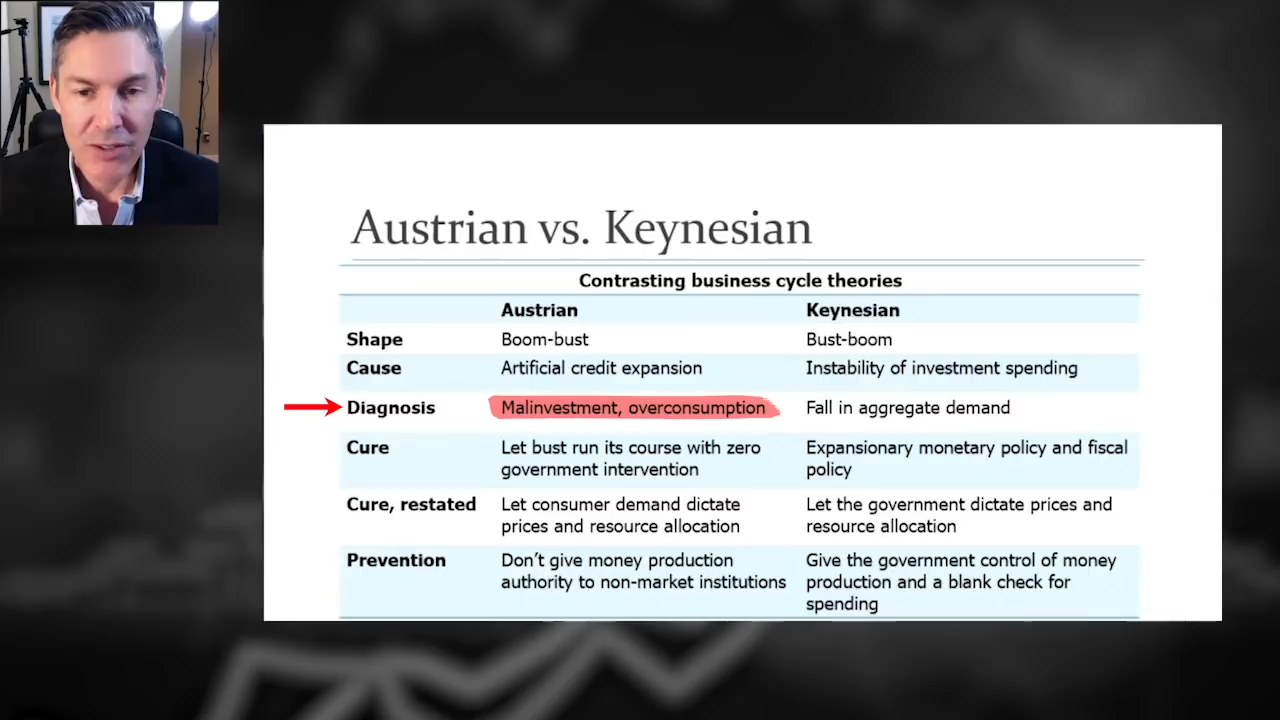 Austrian vs. Keynesian
Contrasting business cycle theories
Austrian Keynesian
Shape Boom-bust Bust-boom
Cause Artificial credit expansion Instability of investment spending
Diagnosis Malinvestment, overconsumption Fall in aggregate demand
Cure Let bust run its course with zero Expansionary monetary policy and fiscal
government intervention policy
Cure, restated Let consumer demand dictate Let the government dictate prices and
prices and resource allocation resource allocation
Prevention Don’t give money production Give the government control of money
authority to non-market institutions production and a blank check for
spending